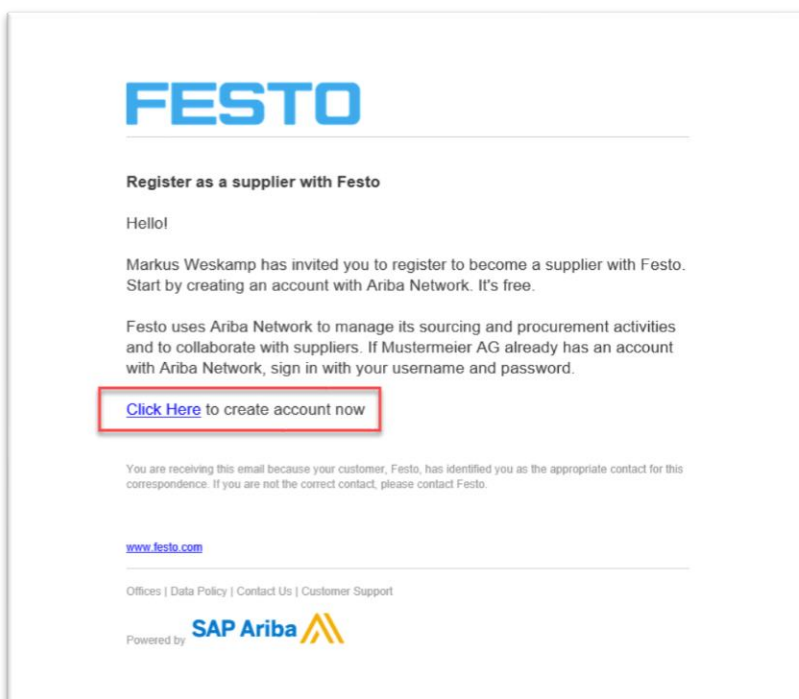 FESTO
Register as a supplier with Festo
Hello!
Markus Weskamp has invited you to register to become a supplier with Festo.
Start by creating an account with Ariba Network. It's free.
Festo uses Ariba Network to manage its sourcing and procurement activities
and to collaborate with suppliers. If Mustermeier AG already has an account
with Ariba Network, sign in with your username and password.
Click Here to create account now
You are receiving this email because your customer, Festo, has identified you as the appropriate contact for this
correspondence. If you are not the correct contact, please contact Festo.
www.festo.com
Offices | Data Policy | Contact Us | Customer Support
Powered by SAP Ariba